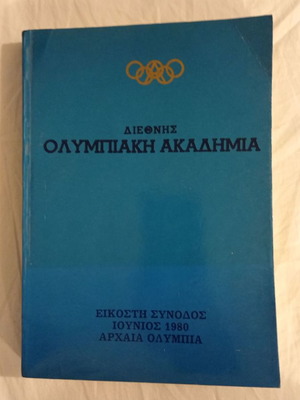 ΔΙΕΘΝΗΣ
ΟΛΥΜΠΙΑΚΗ ΑΚΑΔΗΜΙΑ
ΕΙΚΟΣΤΗ ΣΥΝΟΔΟΣ
ΙΟΥΝΙΟΣ 1980
ΑΡΧΑΙΑ ΟΛΥΜΠΙΑ